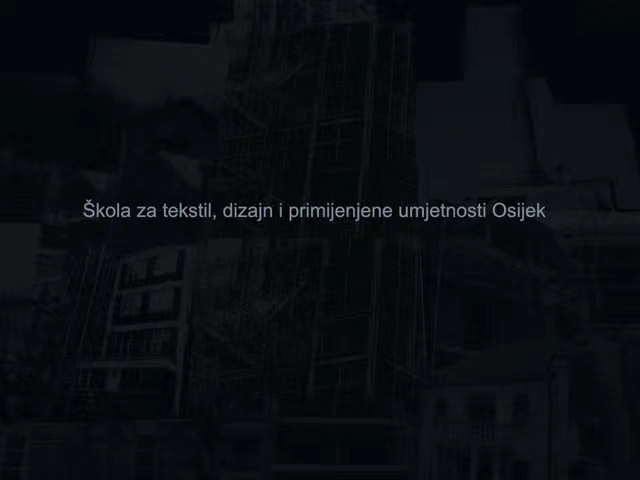 Škola za tekstil, dizajn i primijenjene umjetnosti Osijek